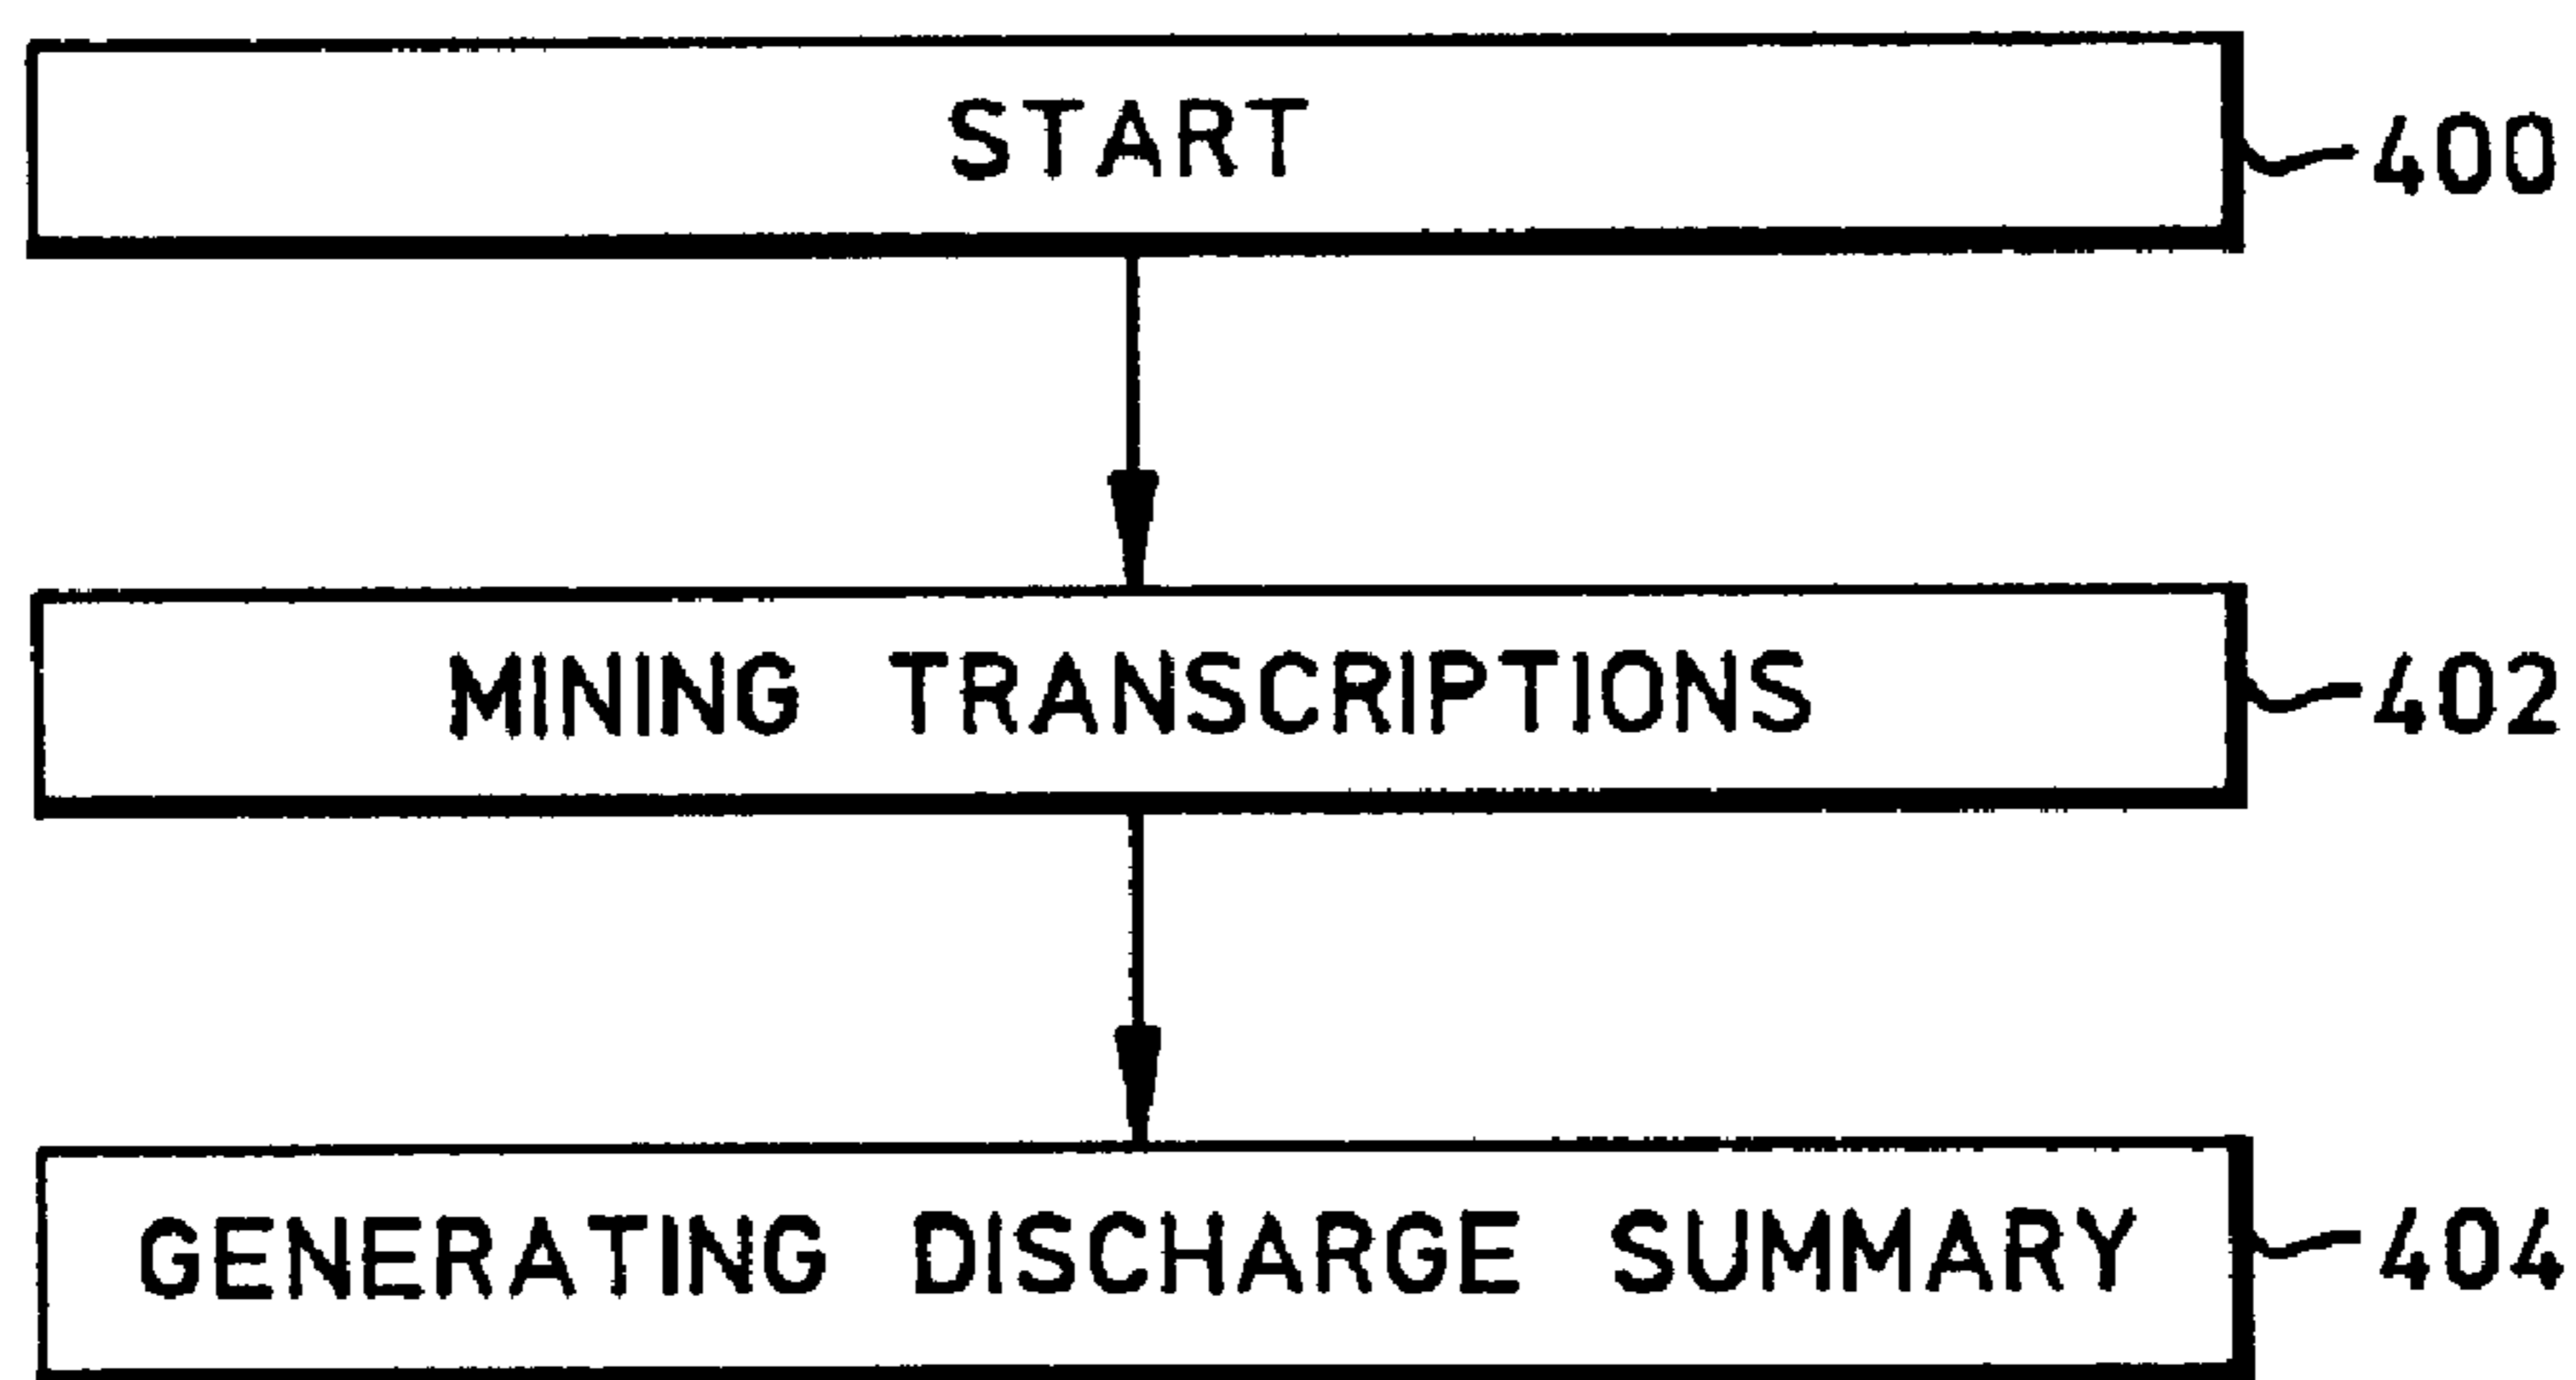 START
400
MINING TRANSCRIPTIONS
402
GENERATING DISCHARGE SUMMARY
404